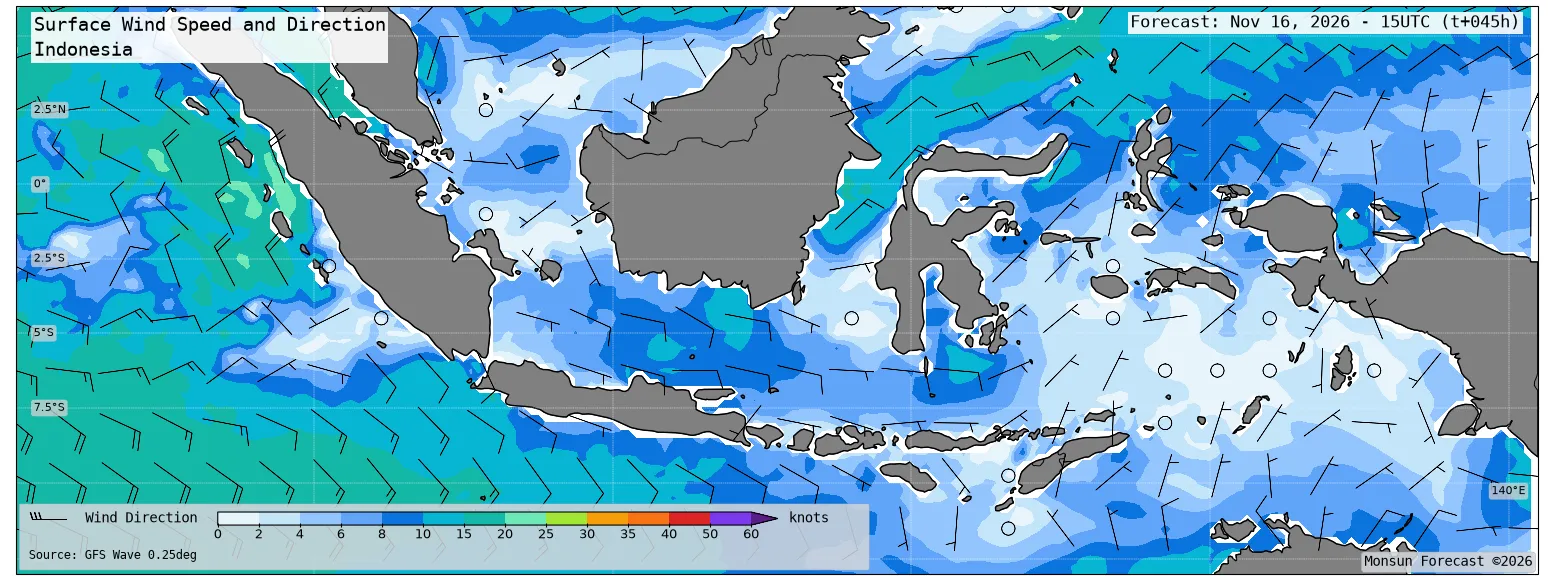 Surface Wind Speed and Direction
Indonesia
Forecast: Nov 16, 2026 - 15UTC (t+045h)
2.5°N
0°
2.5°S
5°S
7.5°S
140°E
Wind Direction
0 2 4 6 8 10 15 20 25 30 35 40 50 60 knots
Source: GFS Wave 0.25deg
Monsun Forecast ©2026